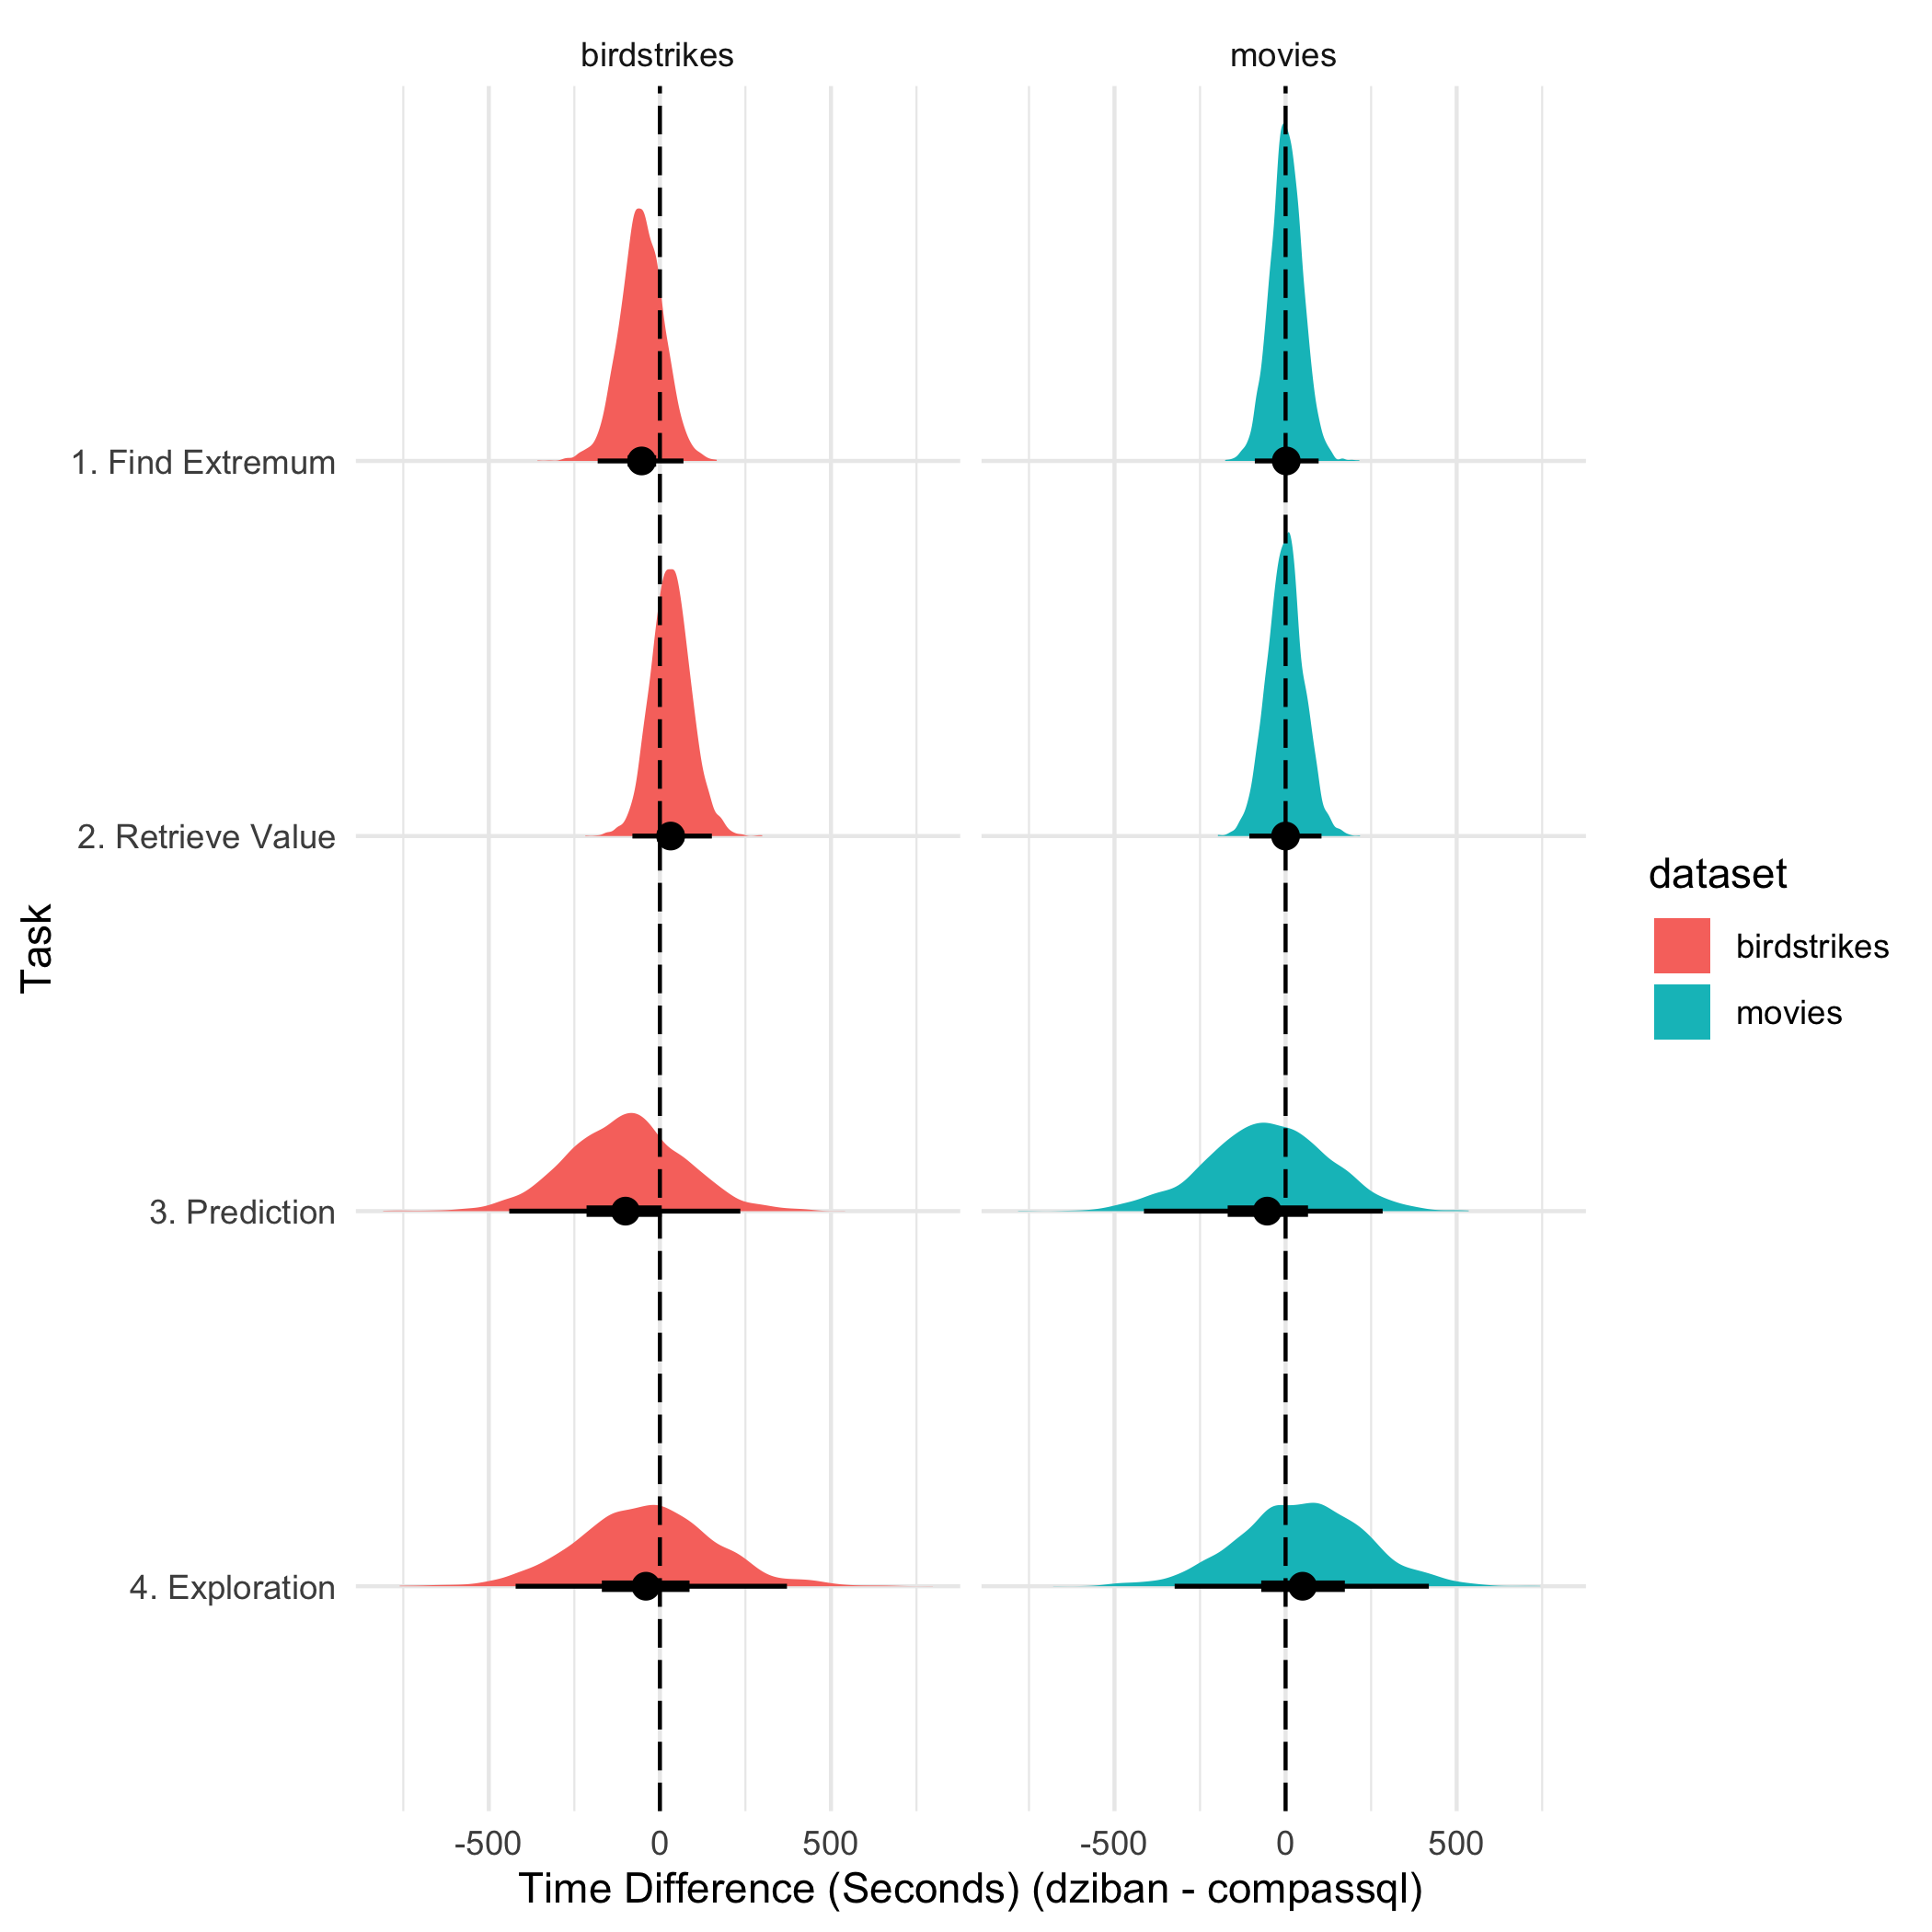 birdstrikes
movies
1. Find Extremum
2. Retrieve Value
3. Prediction
4. Exploration
Task
-500 0 500
-500 0 500
Time Difference (Seconds) (dziban - compassql)
dataset
birdstrikes
movies